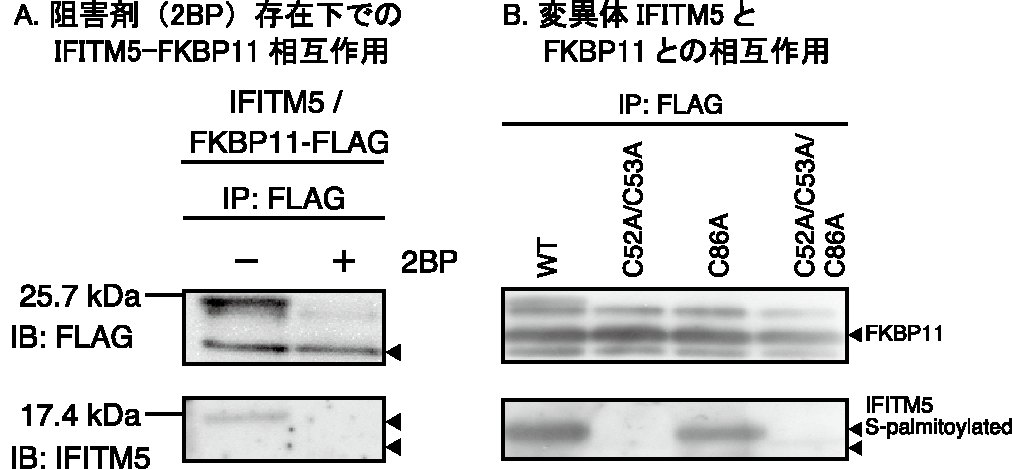 A. 阻害剤（2BP）存在下での
IFITM5-FKBP11 相互作用
IFITM5 /
FKBP11-FLAG
IP: FLAG
− + 2BP
25.7 kDa
IB: FLAG
17.4 kDa
IB: IFITM5
B. 変異体 IFITM5 と
FKBP11 との相互作用
IP: FLAG
WT
C52A/C53A
C86A
C52A/C53A/
C86A
FKBP11
IFITM5
S-palmitoylated